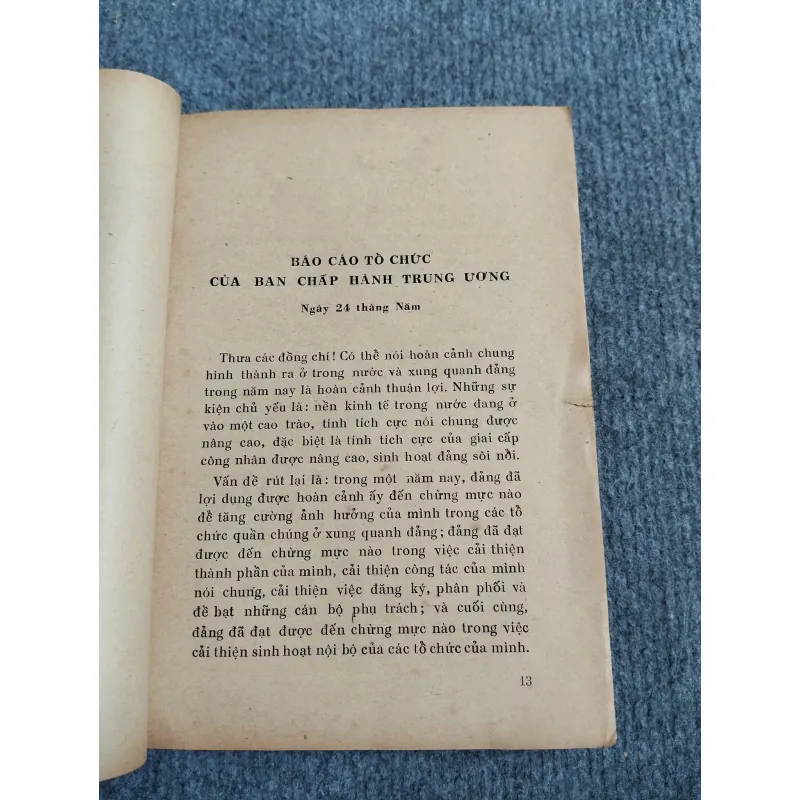 BÁO CÁO TỔ CHỨC
CỦA BAN CHẤP HÀNH TRUNG ƯƠNG
Ngày 24 tháng Năm
Thưa các đồng chí! Có thể nói hoàn cảnh chung
hình thành ra ở trong nước và xung quanh đảng
trong năm nay là hoàn cảnh thuận lợi. Những sự
kiện chủ yếu là: nền kinh tế trong nước đang ở
vào một cao trào, tính tích cực nói chung được
nâng cao, đặc biệt là tính tích cực của giai cấp
công nhân được nâng cao, sinh hoạt đảng sôi nổi.
Vấn đề rút lại là: trong một năm nay, đảng đã
lợi dụng được hoàn cảnh ấy đến chừng mực nào
để tăng cường ảnh hưởng của mình trong các tổ
chức quần chúng ở xung quanh đảng; đảng đã đạt
được đến chừng mực nào trong việc cải thiện
thành phần của mình, cải thiện công tác của mình
nói chung, cải thiện việc đăng ký, phân phối và
đề bạt những cán bộ phụ trách; và cuối cùng,
đảng đã đạt được đến chừng mực nào trong việc
cải thiện sinh hoạt nội bộ của các tổ chức của mình.
13